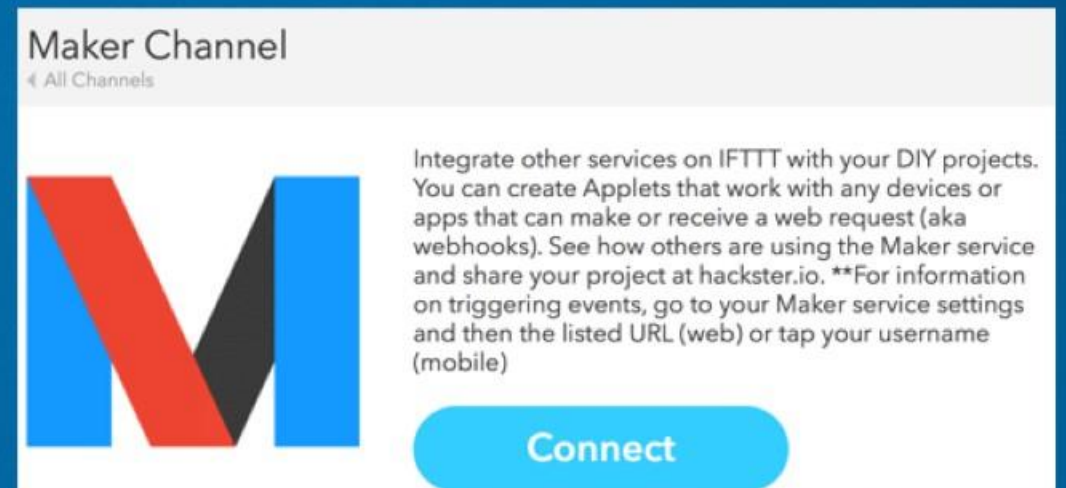 Maker Channel
All Channels
Integrate other services on IFTTT with your DIY projects.
You can create Applets that work with any devices or
apps that can make or receive a web request (aka
webhooks). See how others are using the Maker service
and share your project at hackster.io. **For information
on triggering events, go to your Maker service settings
and then the listed URL (web) or tap your username
(mobile)
Connect